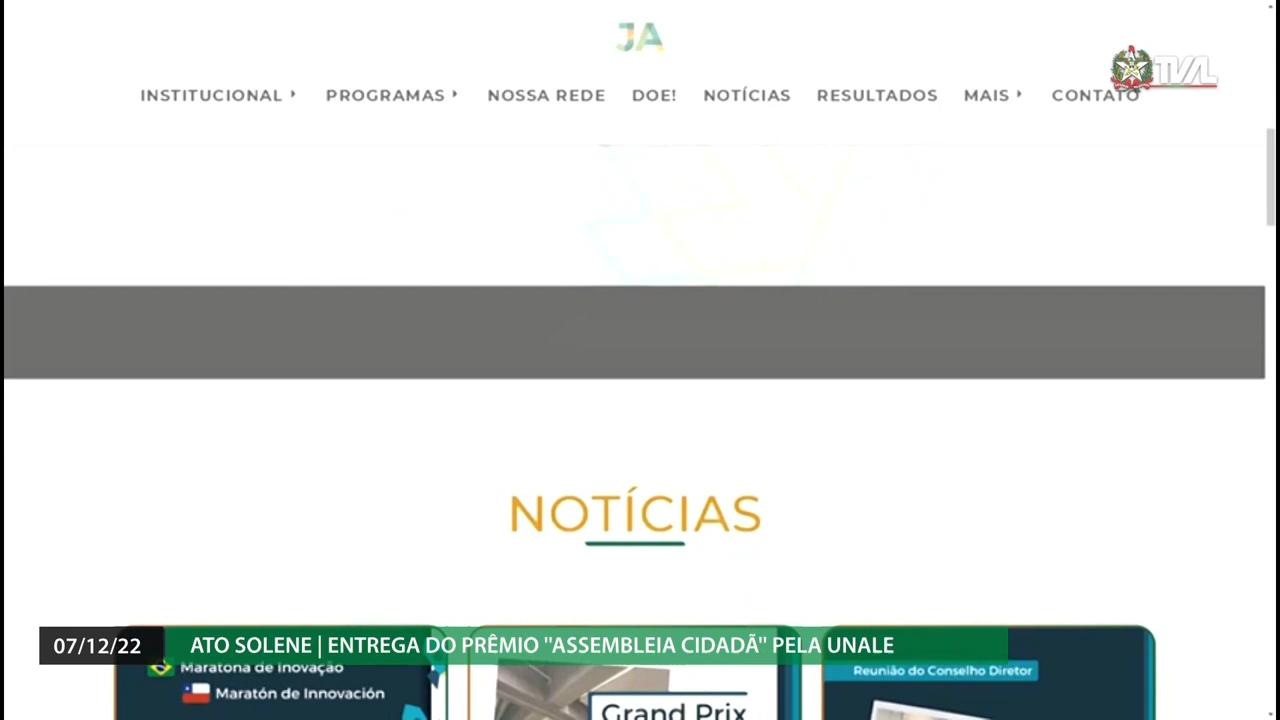 JA
TVAL
INSTITUCIONAL PROGRAMAS NOSSA REDE DOE! NOTÍCIAS RESULTADOS MAIS CONTATO
NOTÍCIAS
07/12/22 ATO SOLENE | ENTREGA DO PRÊMIO "ASSEMBLEIA CIDADÃ" PELA UNALE
Maratona de Inovação
Maratón de Innovación
Grand Prix
Reunião do Conselho Diretor